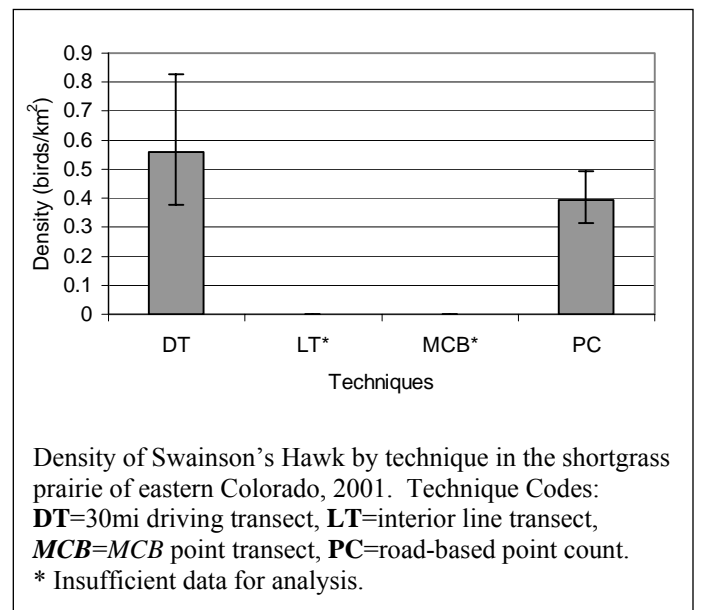 0.9
0.8
0.7
0.6
0.5
0.4
0.3
0.2
0.1
0
Density (birds/km²)
DT LT* MCB* PC
Techniques
Density of Swainson’s Hawk by technique in the shortgrass
prairie of eastern Colorado, 2001.  Technique Codes:
DT=30mi driving transect, LT=interior line transect,
MCB=MCB point transect, PC=road-based point count.
* Insufficient data for analysis.